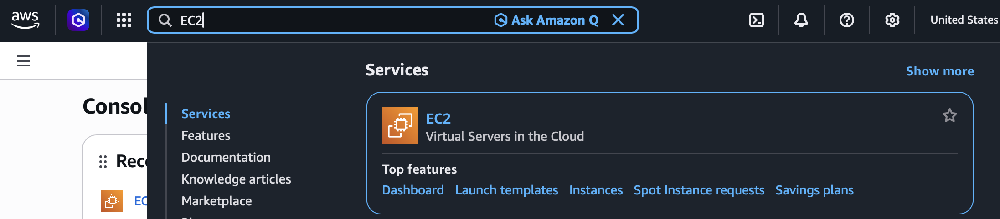 aws
EC2
Ask Amazon Q
United States
Services
Show more
Services
Features
Documentation
Knowledge articles
Marketplace
EC2
Virtual Servers in the Cloud
Top features
Dashboard Launch templates Instances Spot Instance requests Savings plans
Consol
Rec
EC